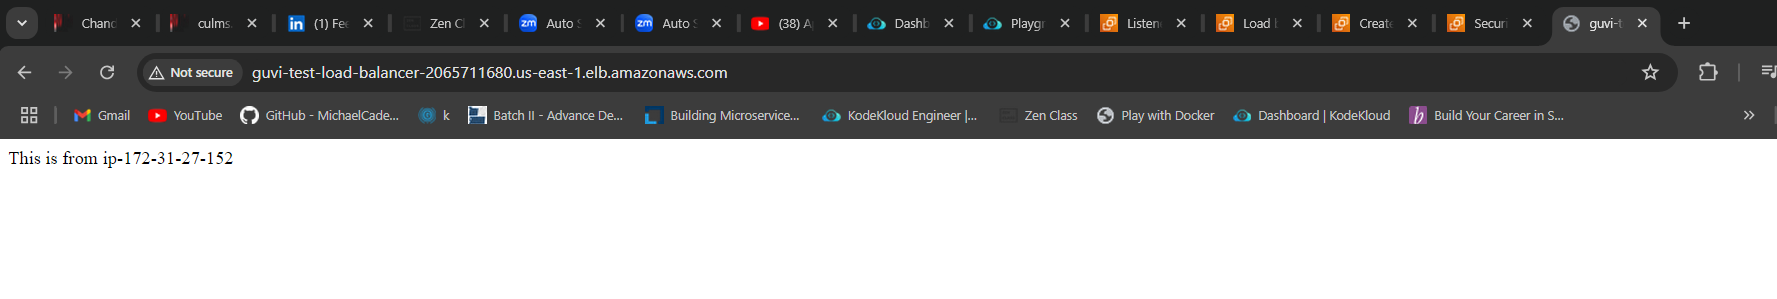 Chand culms. (1) Fee Zen Cl Auto S Auto S (38) A Dashb Playgr Listen Load b Create Securi guvi-t
Not secure guvi-test-load-balancer-2065711680.us-east-1.elb.amazonaws.com
Gmail YouTube GitHub - MichaelCade... k Batch II - Advance De... Building Microservice... KodeKloud Engineer |... Zen Class Play with Docker Dashboard | KodeKloud Build Your Career in S...
This is from ip-172-31-27-152